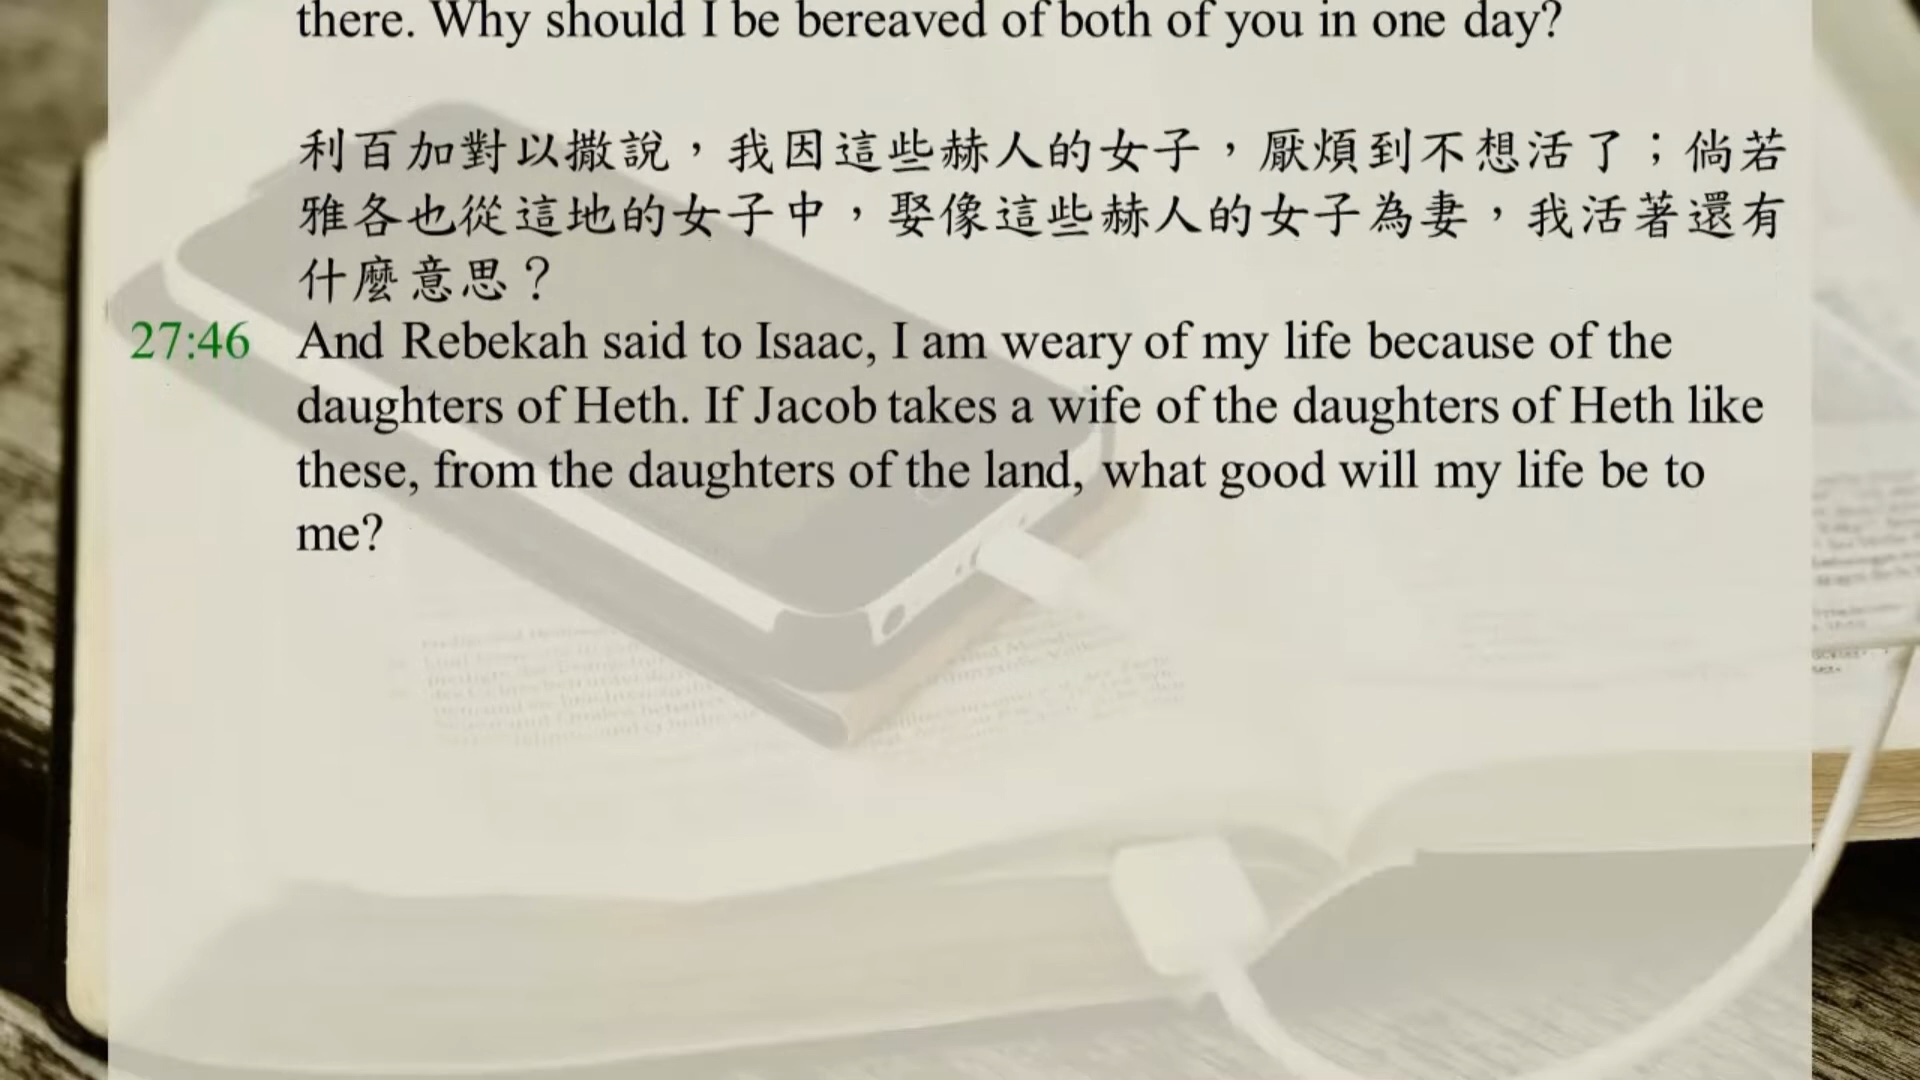 there. Why should I be bereaved of both of you in one day?
利百加對以撒說，我因這些赫人的女子，厭煩到不想活了；倘若
雅各也從這地的女子中，娶像這些赫人的女子為妻，我活著還有
什麼意思？
27:46 And Rebekah said to Isaac, I am weary of my life because of the
daughters of Heth. If Jacob takes a wife of the daughters of Heth like
these, from the daughters of the land, what good will my life be to
me?